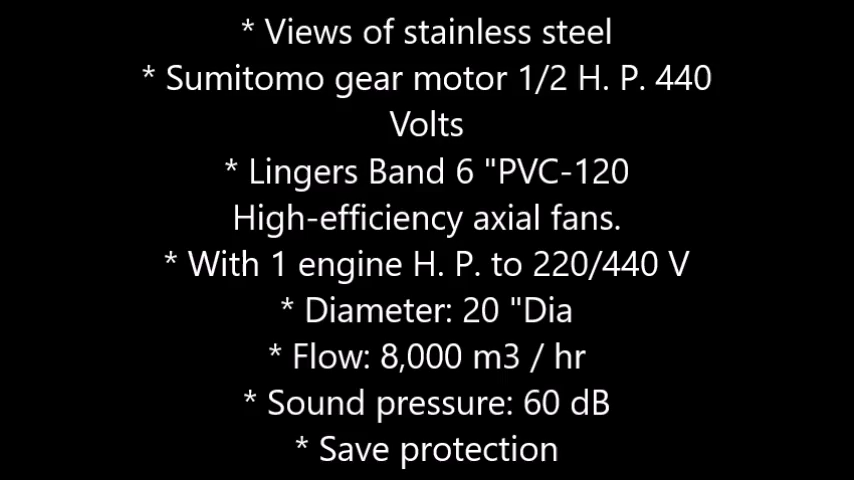 * Views of stainless steel
* Sumitomo gear motor 1/2 H. P. 440
Volts
* Lingers Band 6 "PVC-120
High-efficiency axial fans.
* With 1 engine H. P. to 220/440 V
* Diameter: 20 "Dia
* Flow: 8,000 m3 / hr
* Sound pressure: 60 dB
* Save protection